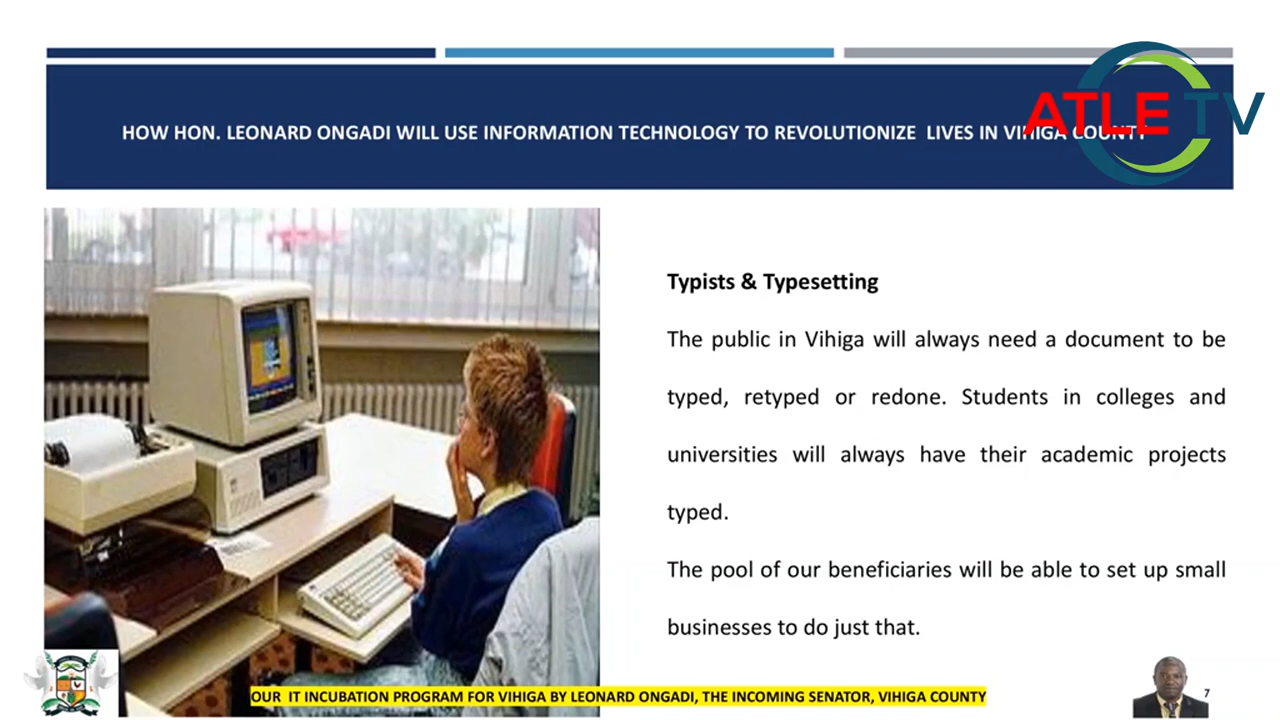 ATLE TV
HOW HON. LEONARD ONGADI WILL USE INFORMATION TECHNOLOGY TO REVOLUTIONIZE LIVES IN VIHIGA COUNTY
Typists & Typesetting
The public in Vihiga will always need a document to be
typed, retyped or redone. Students in colleges and
universities will always have their academic projects
typed.
The pool of our beneficiaries will be able to set up small
businesses to do just that.
OUR IT INCUBATION PROGRAM FOR VIHIGA BY LEONARD ONGADI, THE INCOMING SENATOR, VIHIGA COUNTY
7